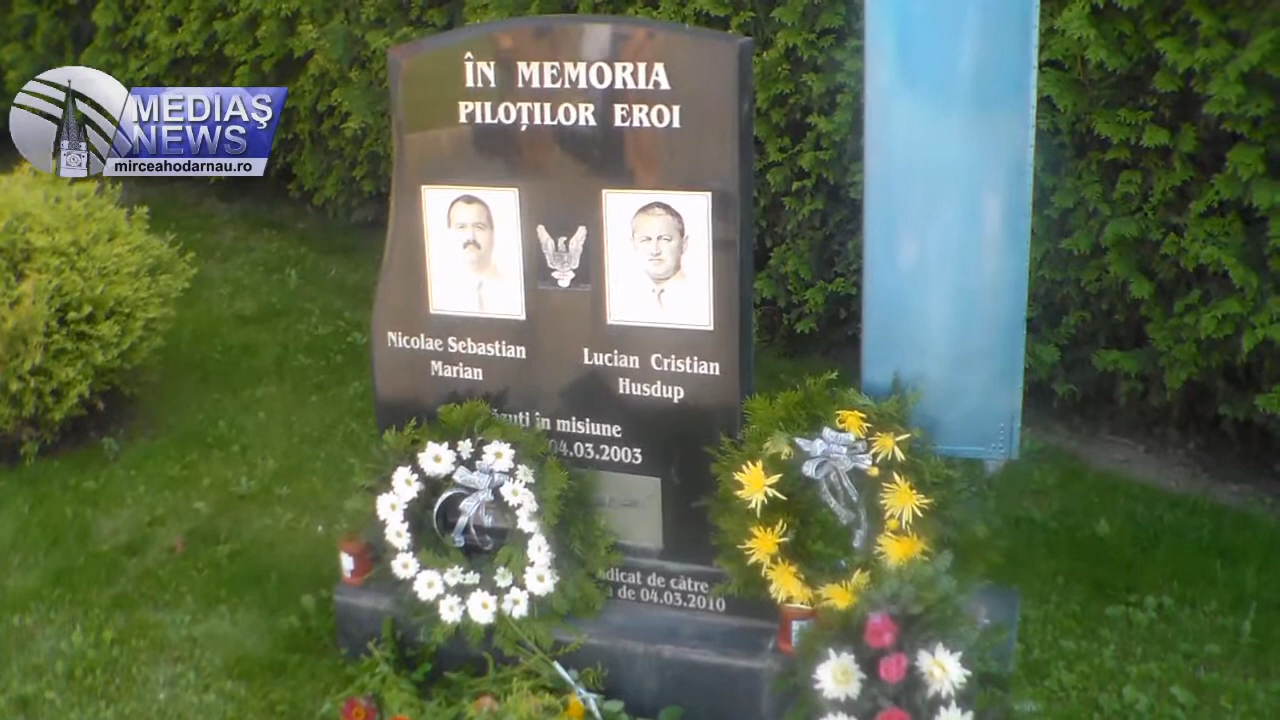 MEDIAŞ
NEWS
mirceahodarnau.ro
ÎN MEMORIA
PILOȚILOR EROI
Nicolae Sebastian
Marian
Lucian Cristian
Husdup
în misiune
04.03.2003
de către
de 04.03.2010